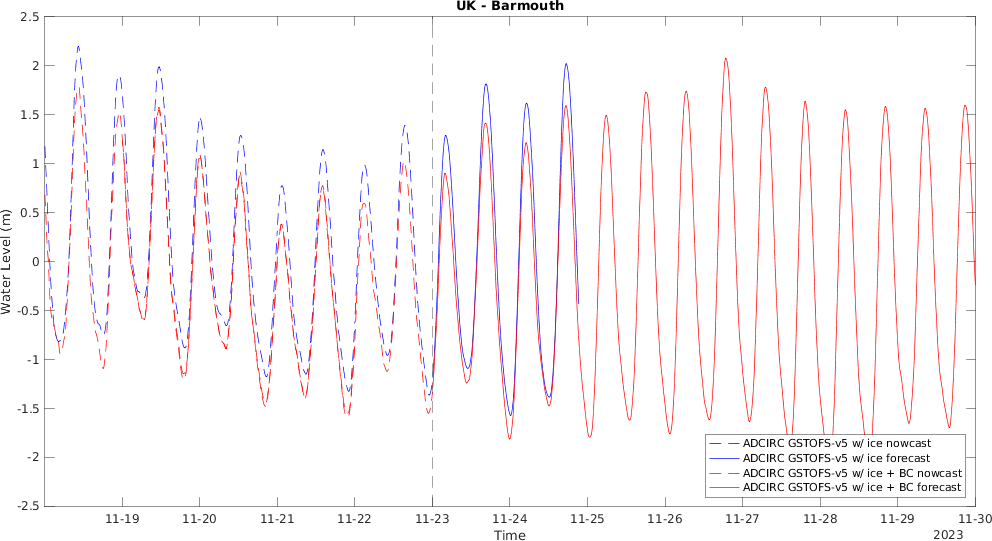 UK - Barmouth
2.5
2
1.5
1
0.5
0
-0.5
-1
-1.5
-2
-2.5
Water Level (m)
ADCIRC GSTOFS-v5 w/ ice nowcast
ADCIRC GSTOFS-v5 w/ ice forecast
ADCIRC GSTOFS-v5 w/ ice + BC nowcast
ADCIRC GSTOFS-v5 w/ ice + BC forecast
11-19 11-20 11-21 11-22 11-23 11-24 11-25 11-26 11-27 11-28 11-29 11-30
Time
2023